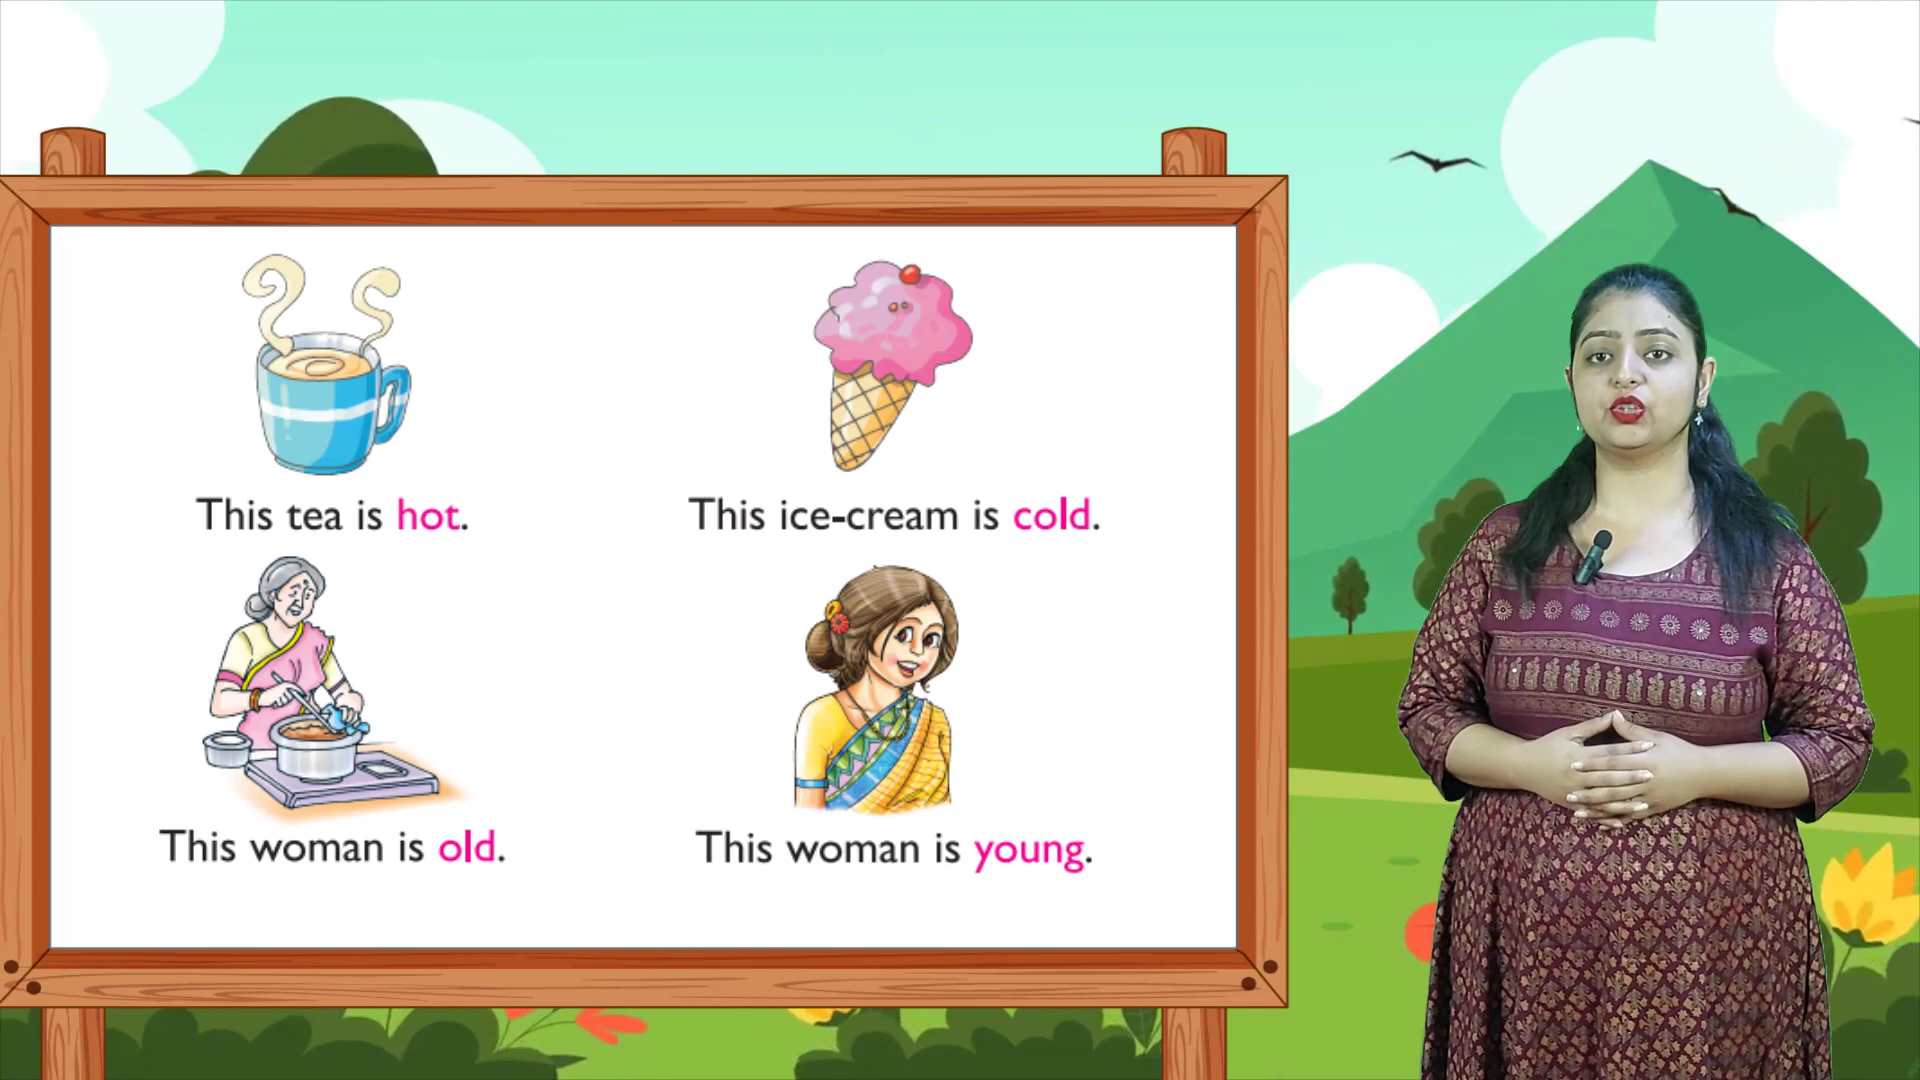 This tea is hot.
This ice-cream is cold.
This woman is old.
This woman is young.